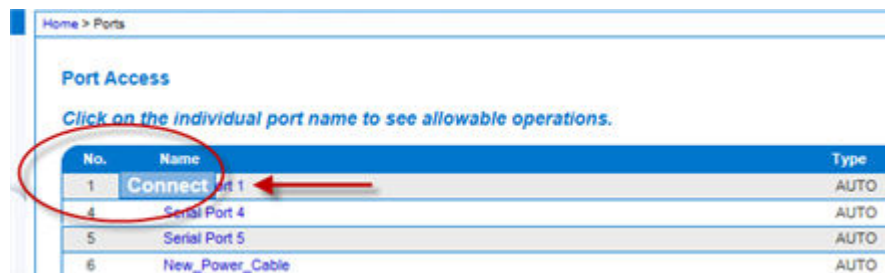 Home > Ports
Port Access
Click on the individual port name to see allowable operations.
No. Name Type
1 Connect 1 AUTO
4 Serial Port 4 AUTO
5 Serial Port 5 AUTO
6 New_Power_Cable AUTO